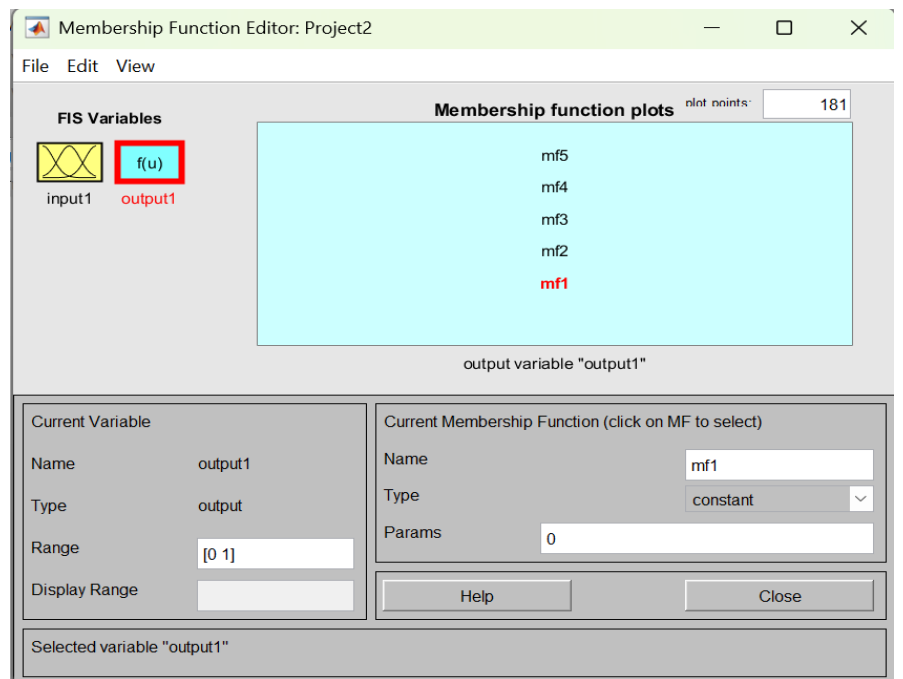 Membership Function Editor: Project2
File Edit View
FIS Variables
f(u)
input1 output1
Membership function plots plot points: 181
mf5
mf4
mf3
mf2
mf1
output variable "output1"
Current Variable
Name output1
Type output
Range [0 1]
Display Range
Current Membership Function (click on MF to select)
Name mf1
Type constant
Params 0
Help Close
Selected variable "output1"